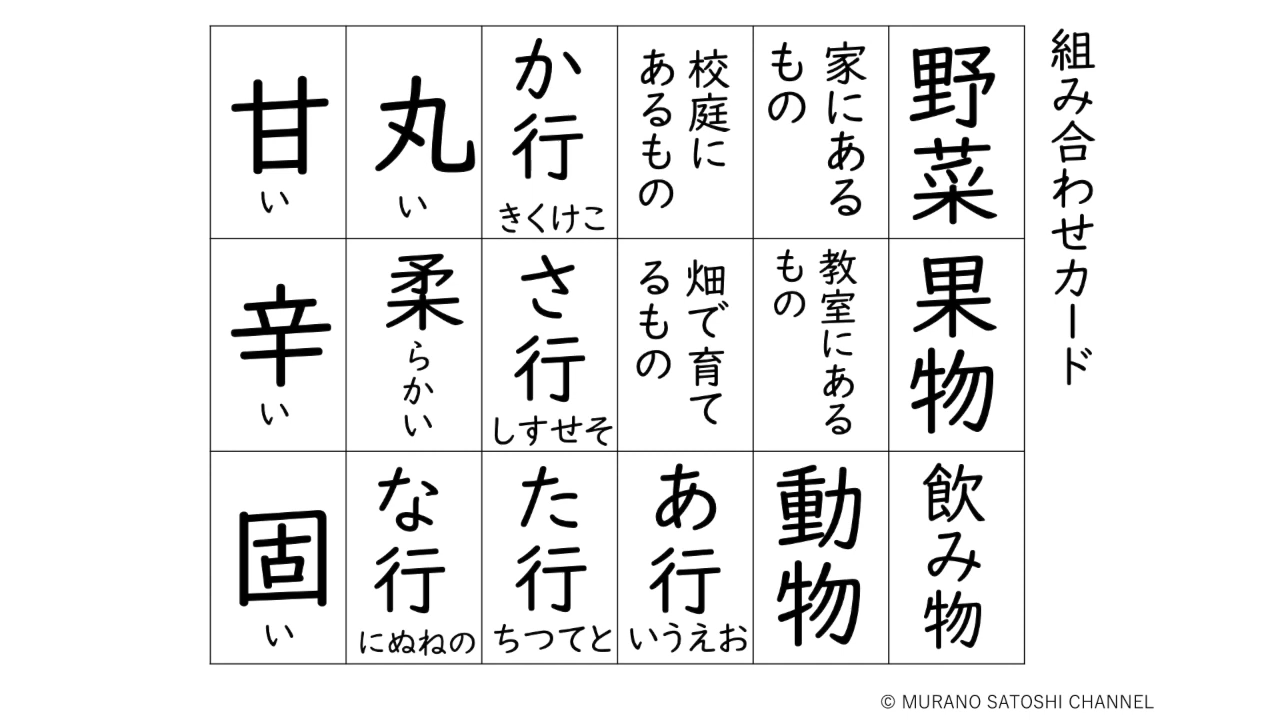 組み合わせカード
野菜
果物
飲み物
家にある
もの
教室にある
もの
動物
校庭に
あるもの
畑で育て
るもの
あ行
いうえお
か行
きくけこ
さ行
しすせそ
た行
ちつてと
丸い
柔らかい
な行
にぬねの
甘い
辛い
固い
© MURANO SATOSHI CHANNEL